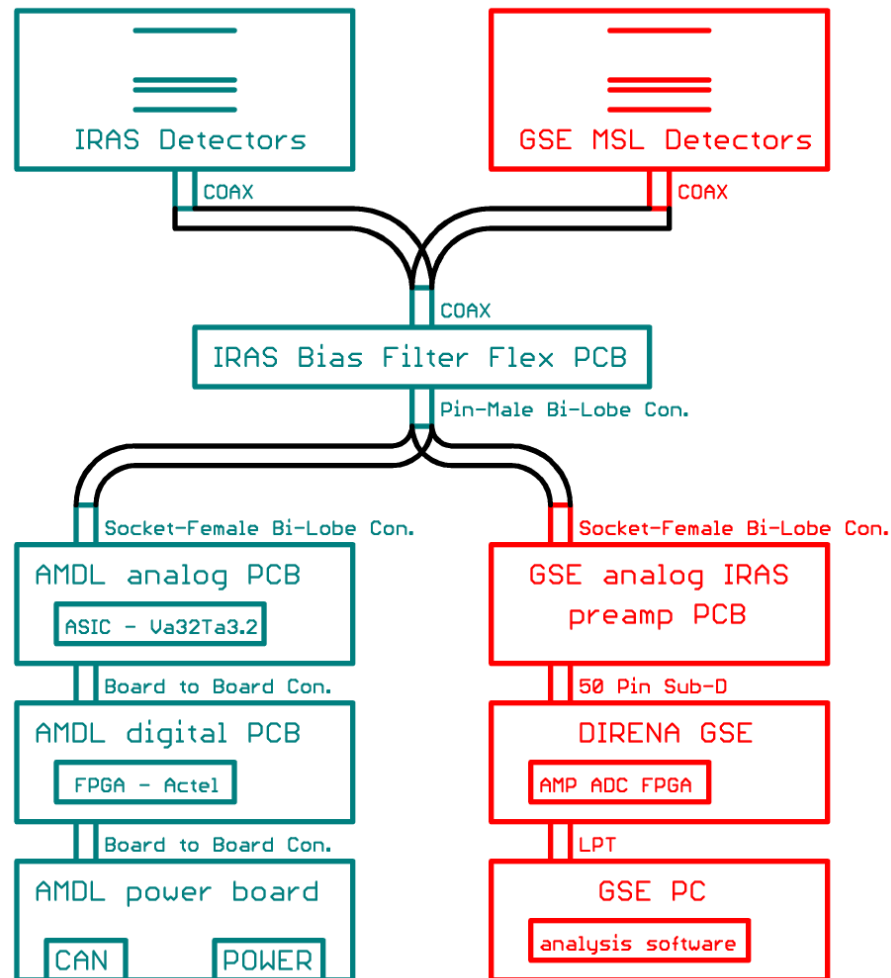 IRAS Detectors
GSE MSL Detectors
COAX
COAX
COAX
IRAS Bias Filter Flex PCB
Pin-Male Bi-Lobe Con.
Socket-Female Bi-Lobe Con.
Socket-Female Bi-Lobe Con.
AMDL analog PCB
ASIC - Va32Ta3.2
GSE analog IRAS
preamp PCB
Board to Board Con.
50 Pin Sub-D
AMDL digital PCB
FPGA - Actel
DIRENA GSE
AMP ADC FPGA
Board to Board Con.
LPT
AMDL power board
CAN
POWER
GSE PC
analysis software